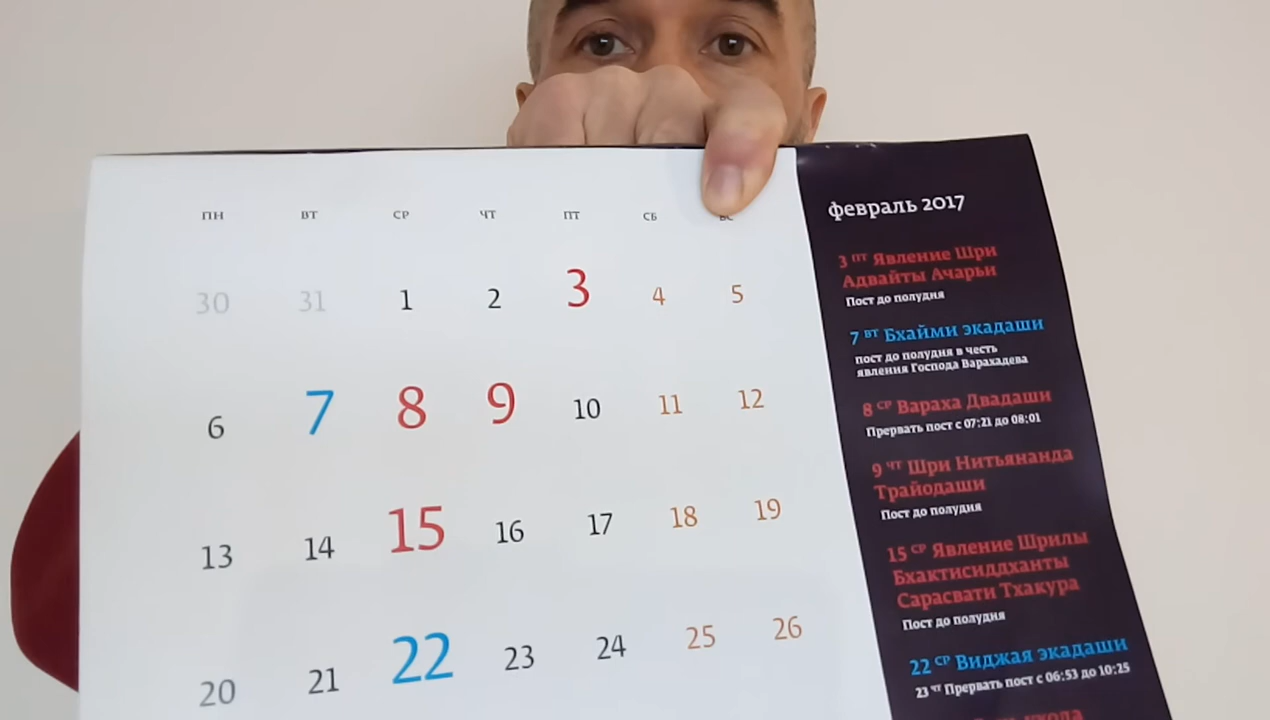 ПН ВТ СР ЧТ ПТ СБ ВС
30 31 1 2 3 4 5
6 7 8 9 10 11 12
13 14 15 16 17 18 19
20 21 22 23 24 25 26
февраль 2017
3 ПТ Явление Шри
Адвайты Ачарьи
Пост до полудня
7 ВТ Бхайми экадаши
пост до полудня в честь
явления Господа Варахадева
8 СР Вараха Двадаши
Прервать пост с 07:21 до 08:01
9 ЧТ Шри Нитьянанда
Трайодаши
Пост до полудня
15 СР Явление Шрилы
Бхактисиддханты
Сарасвати Тхакура
Пост до полудня
22 СР Виджая экадаши
23 ЧТ Прервать пост с 06:53 до 10:25
ухода